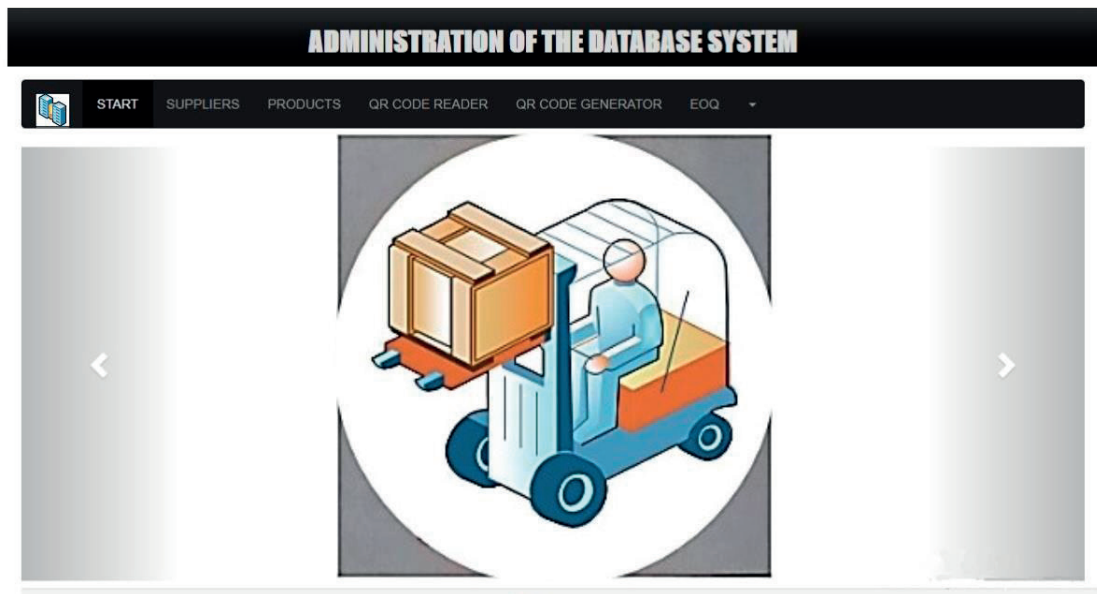 ADMINISTRATION OF THE DATABASE SYSTEM
START SUPPLIERS PRODUCTS QR CODE READER QR CODE GENERATOR EOQ